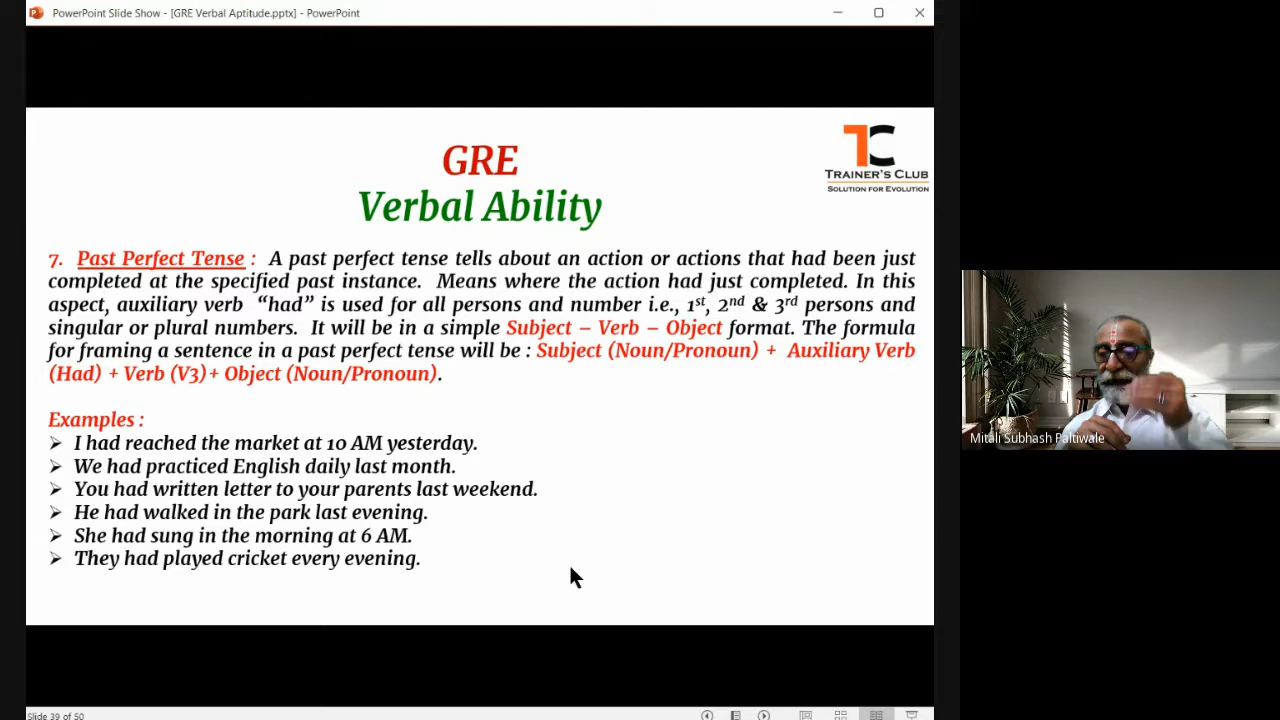 PowerPoint Slide Show - [GRE Verbal Aptitude.pptx] - PowerPoint
GRE
Verbal Ability
TC
TRAINER'S CLUB
SOLUTION FOR EVOLUTION
7. Past Perfect Tense : A past perfect tense tells about an action or actions that had been just
completed at the specified past instance. Means where the action had just completed. In this
aspect, auxiliary verb “had” is used for all persons and number i.e., 1st, 2nd & 3rd persons and
singular or plural numbers. It will be in a simple Subject – Verb – Object format. The formula
for framing a sentence in a past perfect tense will be : Subject (Noun/Pronoun) + Auxiliary Verb
(Had) + Verb (V3)+ Object (Noun/Pronoun).
Examples :
➢ I had reached the market at 10 AM yesterday.
➢ We had practiced English daily last month.
➢ You had written letter to your parents last weekend.
➢ He had walked in the park last evening.
➢ She had sung in the morning at 6 AM.
➢ They had played cricket every evening.
Mitali Subhash Paltiwale
Slide 39 of 50